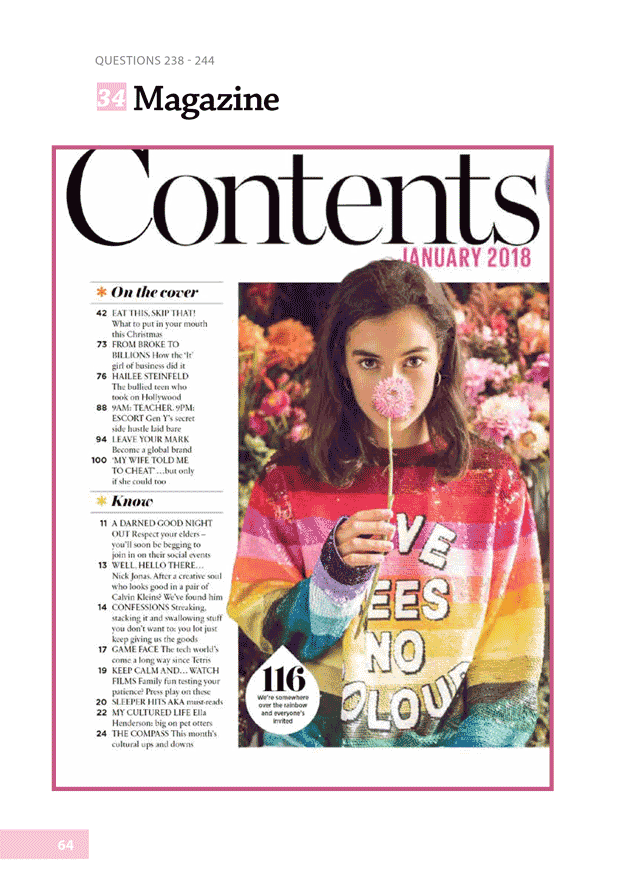 QUESTIONS 238 - 244
34 Magazine
Contents
JANUARY 2018
* On the cover
42 EAT THIS, SKIP THAT!
What to put in your mouth
this Christmas
73 FROM BROKE TO
BILLIONS How the 'It'
girl of business did it
76 HAILEE STEINFELD
The bullied teen who
took on Hollywood
88 9AM: TEACHER. 9PM:
ESCORT Gen Y's secret
side hustle laid bare
94 LEAVE YOUR MARK
Become a global brand
100 'MY WIFE TOLD ME
TO CHEAT' ...but only
if she could too
* Know
11 A DARNED GOOD NIGHT
OUT Respect your elders –
you'll soon be begging to
join in on their social events
13 WELL, HELLO THERE...
Nick Jonas. After a creative soul
who looks good in a pair of
Calvin Kleins? We've found him
14 CONFESSIONS Streaking,
stacking it and swallowing stuff
you don't want to: you lot just
keep giving us the goods
17 GAME FACE The tech world's
come a long way since Tetris
19 KEEP CALM AND... WATCH
FILMS Family fun testing your
patience? Press play on these
20 SLEEPER HITS AKA must-reads
22 MY CULTURED LIFE Ella
Henderson: big on pet otters
24 THE COMPASS This month's
cultural ups and downs
VE
EES
NO
OLOU
116
We're somewhere
over the rainbow
and everyone's
invited
64